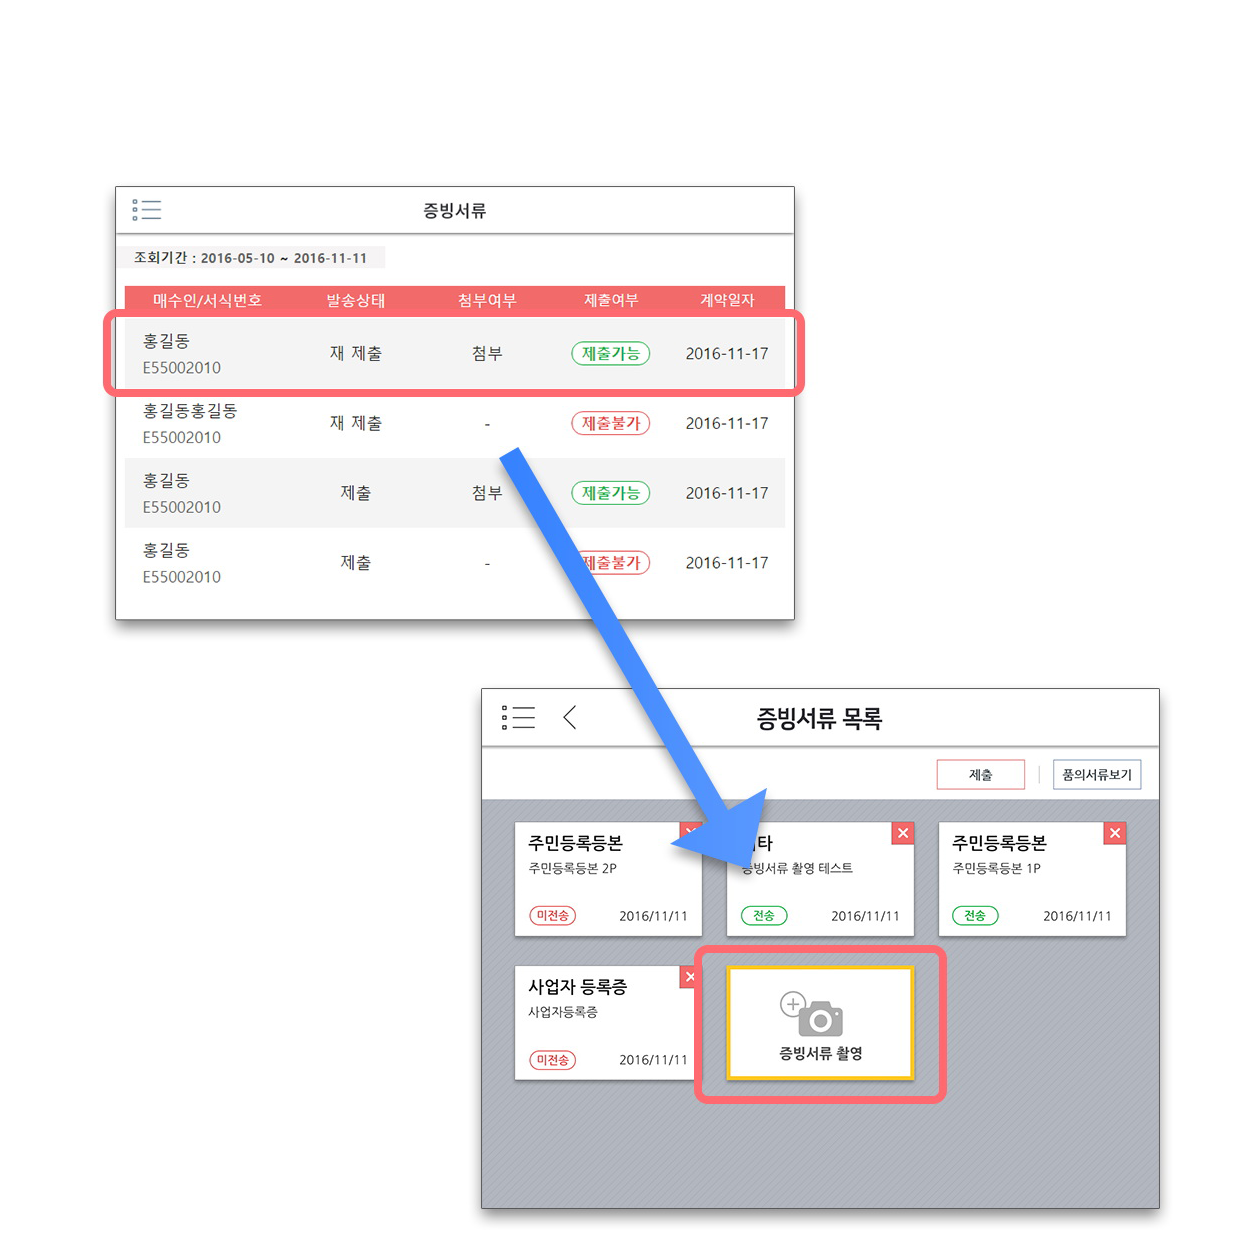 증빙서류
조회기간 : 2016-05-10 ~ 2016-11-11
매수인/서식번호 발송상태 첨부여부 제출여부 계약일자
홍길동
E55002010 재 제출 첨부 제출가능 2016-11-17
홍길동홍길동
E55002010 재 제출 - 제출불가 2016-11-17
홍길동
E55002010 제출 첨부 제출가능 2016-11-17
홍길동
E55002010 제출 - 제출불가 2016-11-17
증빙서류 목록
제출 품의서류보기
주민등록등본
주민등록등본 2P
미전송 2016/11/11
타
증빙서류 촬영 테스트
전송 2016/11/11
주민등록등본
주민등록등본 1P
전송 2016/11/11
사업자 등록증
사업자등록증
미전송 2016/11/11
증빙서류 촬영